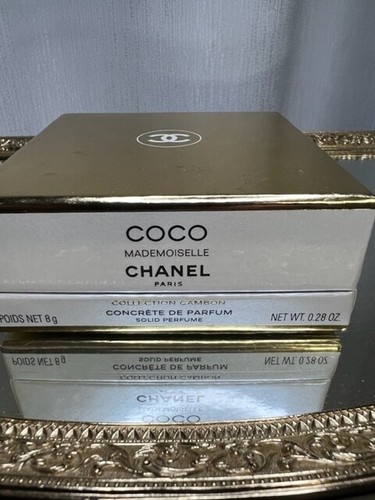 COCO
MADEMOISELLE
CHANEL
PARIS
COLLECTION CAMBON
CONCRÈTE DE PARFUM
SOLID PERFUME
POIDS NET 8 g
NET WT. 0.28 OZ.